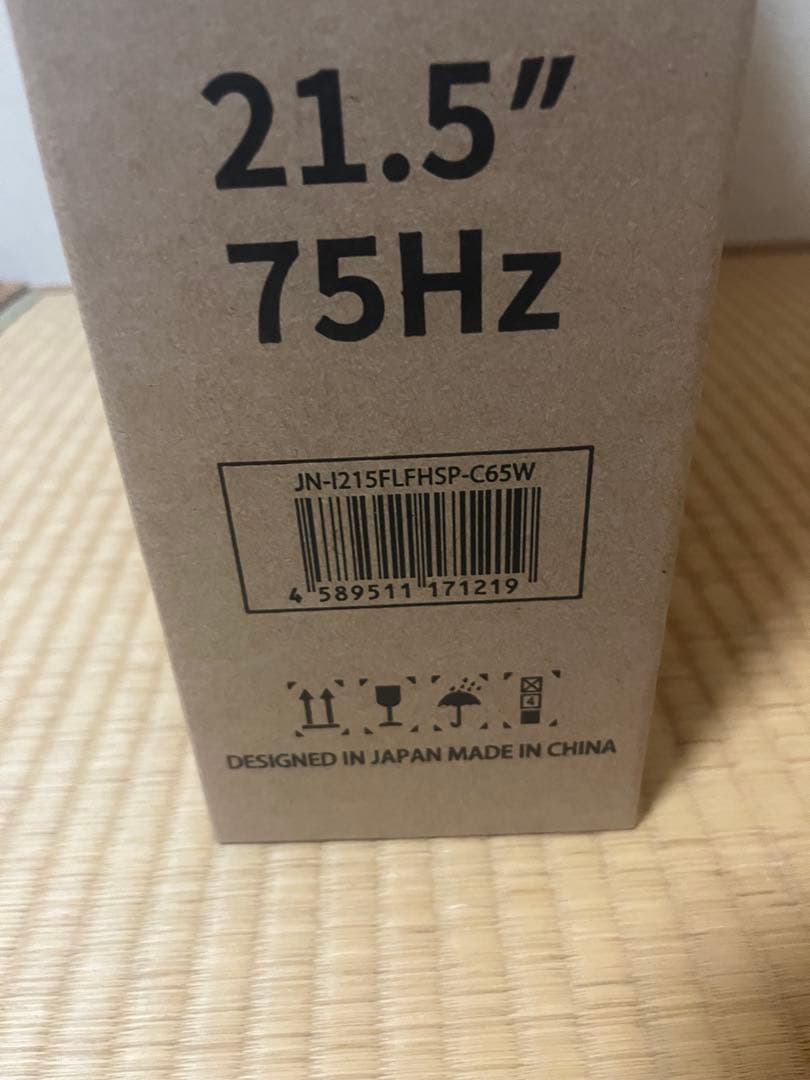 21.5”
75Hz
JN-I215FLFHSP-C65W
4 589511 171219
4
DESIGNED IN JAPAN MADE IN CHINA